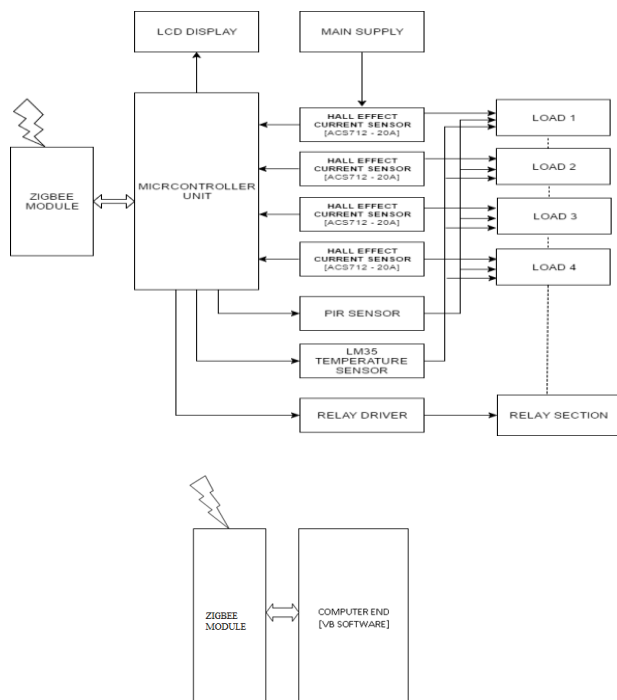 LCD DISPLAY
MAIN SUPPLY
HALL EFFECT
CURRENT SENSOR
[ACS712 - 20A]
LOAD 1
ZIGBEE
MODULE
MICRCONTROLLER
UNIT
HALL EFFECT
CURRENT SENSOR
[ACS712 - 20A]
LOAD 2
HALL EFFECT
CURRENT SENSOR
[ACS712 - 20A]
LOAD 3
HALL EFFECT
CURRENT SENSOR
[ACS712 - 20A]
LOAD 4
PIR SENSOR
LM35
TEMPERATURE
SENSOR
RELAY DRIVER
RELAY SECTION
ZIGBEE
MODULE
COMPUTER END
[VB SOFTWARE]